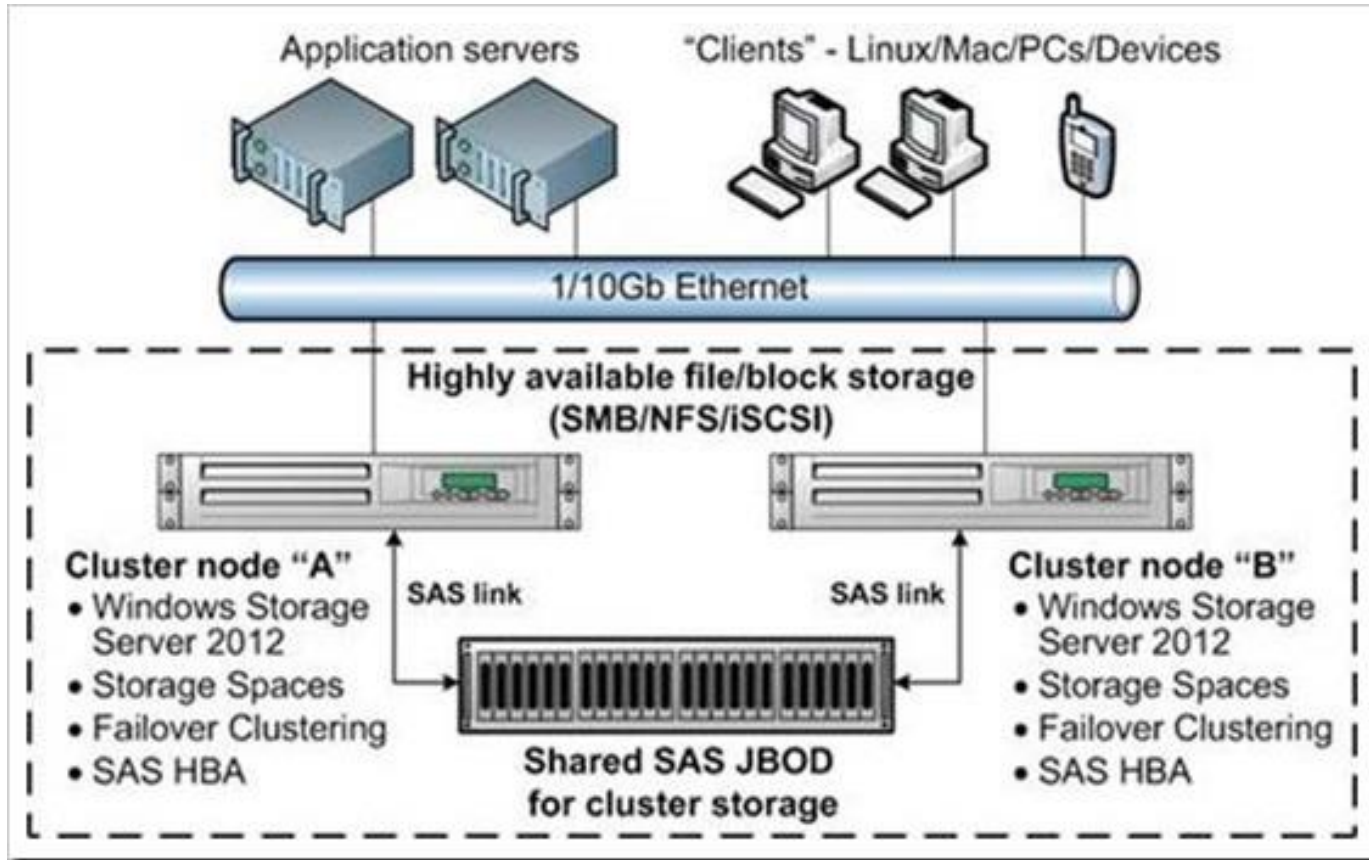 Application servers
“Clients” - Linux/Mac/PCs/Devices
1/10Gb Ethernet
Highly available file/block storage
(SMB/NFS/iSCSI)
Cluster node “A”
• Windows Storage
Server 2012
• Storage Spaces
• Failover Clustering
• SAS HBA
SAS link
SAS link
Cluster node “B”
• Windows Storage
Server 2012
• Storage Spaces
• Failover Clustering
• SAS HBA
Shared SAS JBOD
for cluster storage